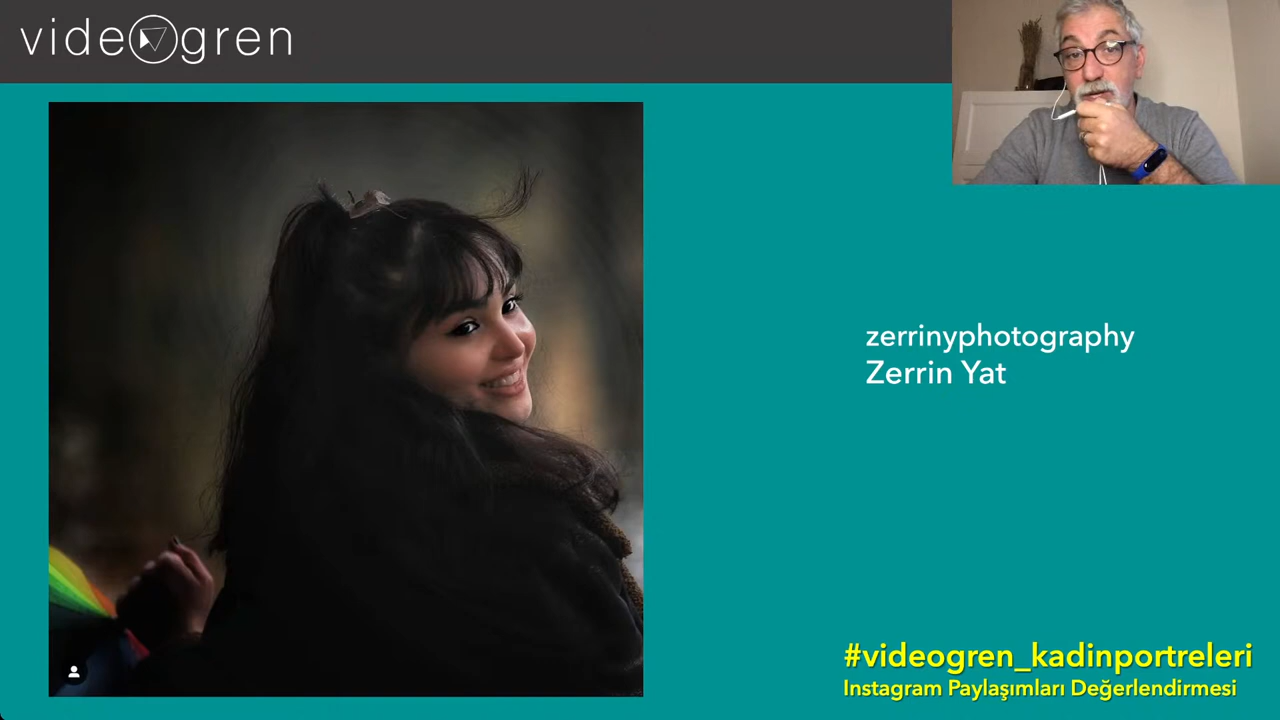 videogren
zerrinyphotography
Zerrin Yat
#videogren_kadinportreleri
Instagram Paylaşımları Değerlendirmesi